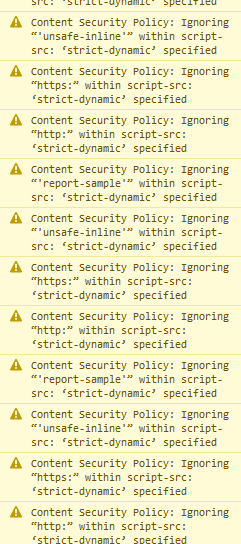 src: ‘strict-dynamic’ specified
Content Security Policy: Ignoring
“'unsafe-inline'” within script-
src: ‘strict-dynamic’ specified
Content Security Policy: Ignoring
“https:” within script-src:
‘strict-dynamic’ specified
Content Security Policy: Ignoring
“http:” within script-src:
‘strict-dynamic’ specified
Content Security Policy: Ignoring
“'report-sample'” within script-
src: ‘strict-dynamic’ specified
Content Security Policy: Ignoring
“'unsafe-inline'” within script-
src: ‘strict-dynamic’ specified
Content Security Policy: Ignoring
“https:” within script-src:
‘strict-dynamic’ specified
Content Security Policy: Ignoring
“http:” within script-src:
‘strict-dynamic’ specified
Content Security Policy: Ignoring
“'report-sample'” within script-
src: ‘strict-dynamic’ specified
Content Security Policy: Ignoring
“'unsafe-inline'” within script-
src: ‘strict-dynamic’ specified
Content Security Policy: Ignoring
“https:” within script-src:
‘strict-dynamic’ specified
Content Security Policy: Ignoring
“http:” within script-src:
‘strict-dynamic’ specified